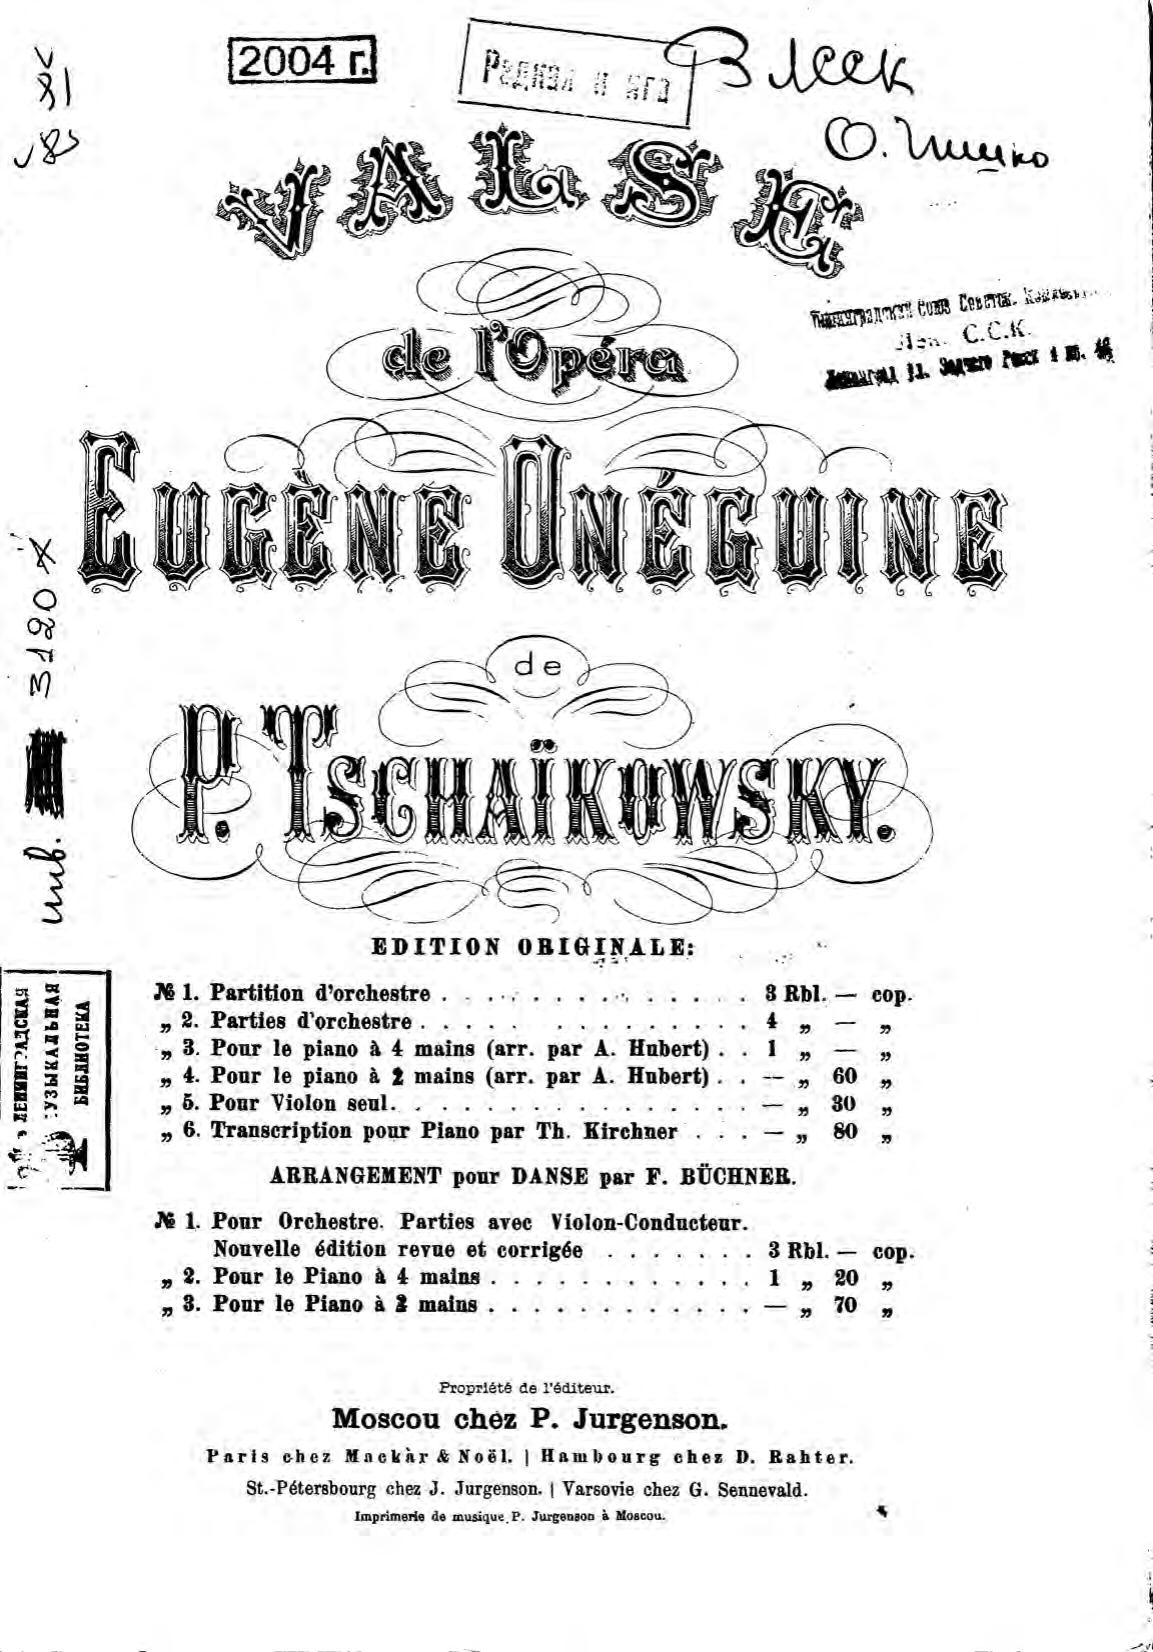 2004 г.
VALSE
de l'Opéra
EUGÈNE ONÉGUINE
de
P. TSCHAÏKOWSKY.
инв. 3120
ЛЕНИНГРАДСКАЯ
МУЗЫКАЛЬНАЯ
БИБЛИОТЕКА
EDITION ORIGINALE:
№ 1. Partition d'orchestre . . . . . . . . . . . . . . 3 Rbl. — cop.
„ 2. Parties d'orchestre . . . . . . . . . . . . . . . 4 „ — „
„ 3. Pour le piano à 4 mains (arr. par A. Hubert) . . 1 „ — „
„ 4. Pour le piano à 2 mains (arr. par A. Hubert) . . — „ 60 „
„ 5. Pour Violon seul. . . . . . . . . . . . . . . . — „ 30 „
„ 6. Transcription pour Piano par Th. Kirchner . . . — „ 80 „
ARRANGEMENT pour DANSE par F. BÜCHNER.
№ 1. Pour Orchestre. Parties avec Violon-Conducteur.
Nouvelle édition revue et corrigée . . . . . . . 3 Rbl. — cop.
„ 2. Pour le Piano à 4 mains . . . . . . . . . . . . 1 „ 20 „
„ 3. Pour le Piano à 2 mains . . . . . . . . . . . . — „ 70 „
Propriété de l'éditeur.
Moscou chez P. Jurgenson.
Paris chez Mackàr & Noël. | Hambourg chez D. Rahter.
St.-Pétersbourg chez J. Jurgenson. | Varsovie chez G. Sennevald.
Imprimerie de musique P. Jurgenson à Moscou.